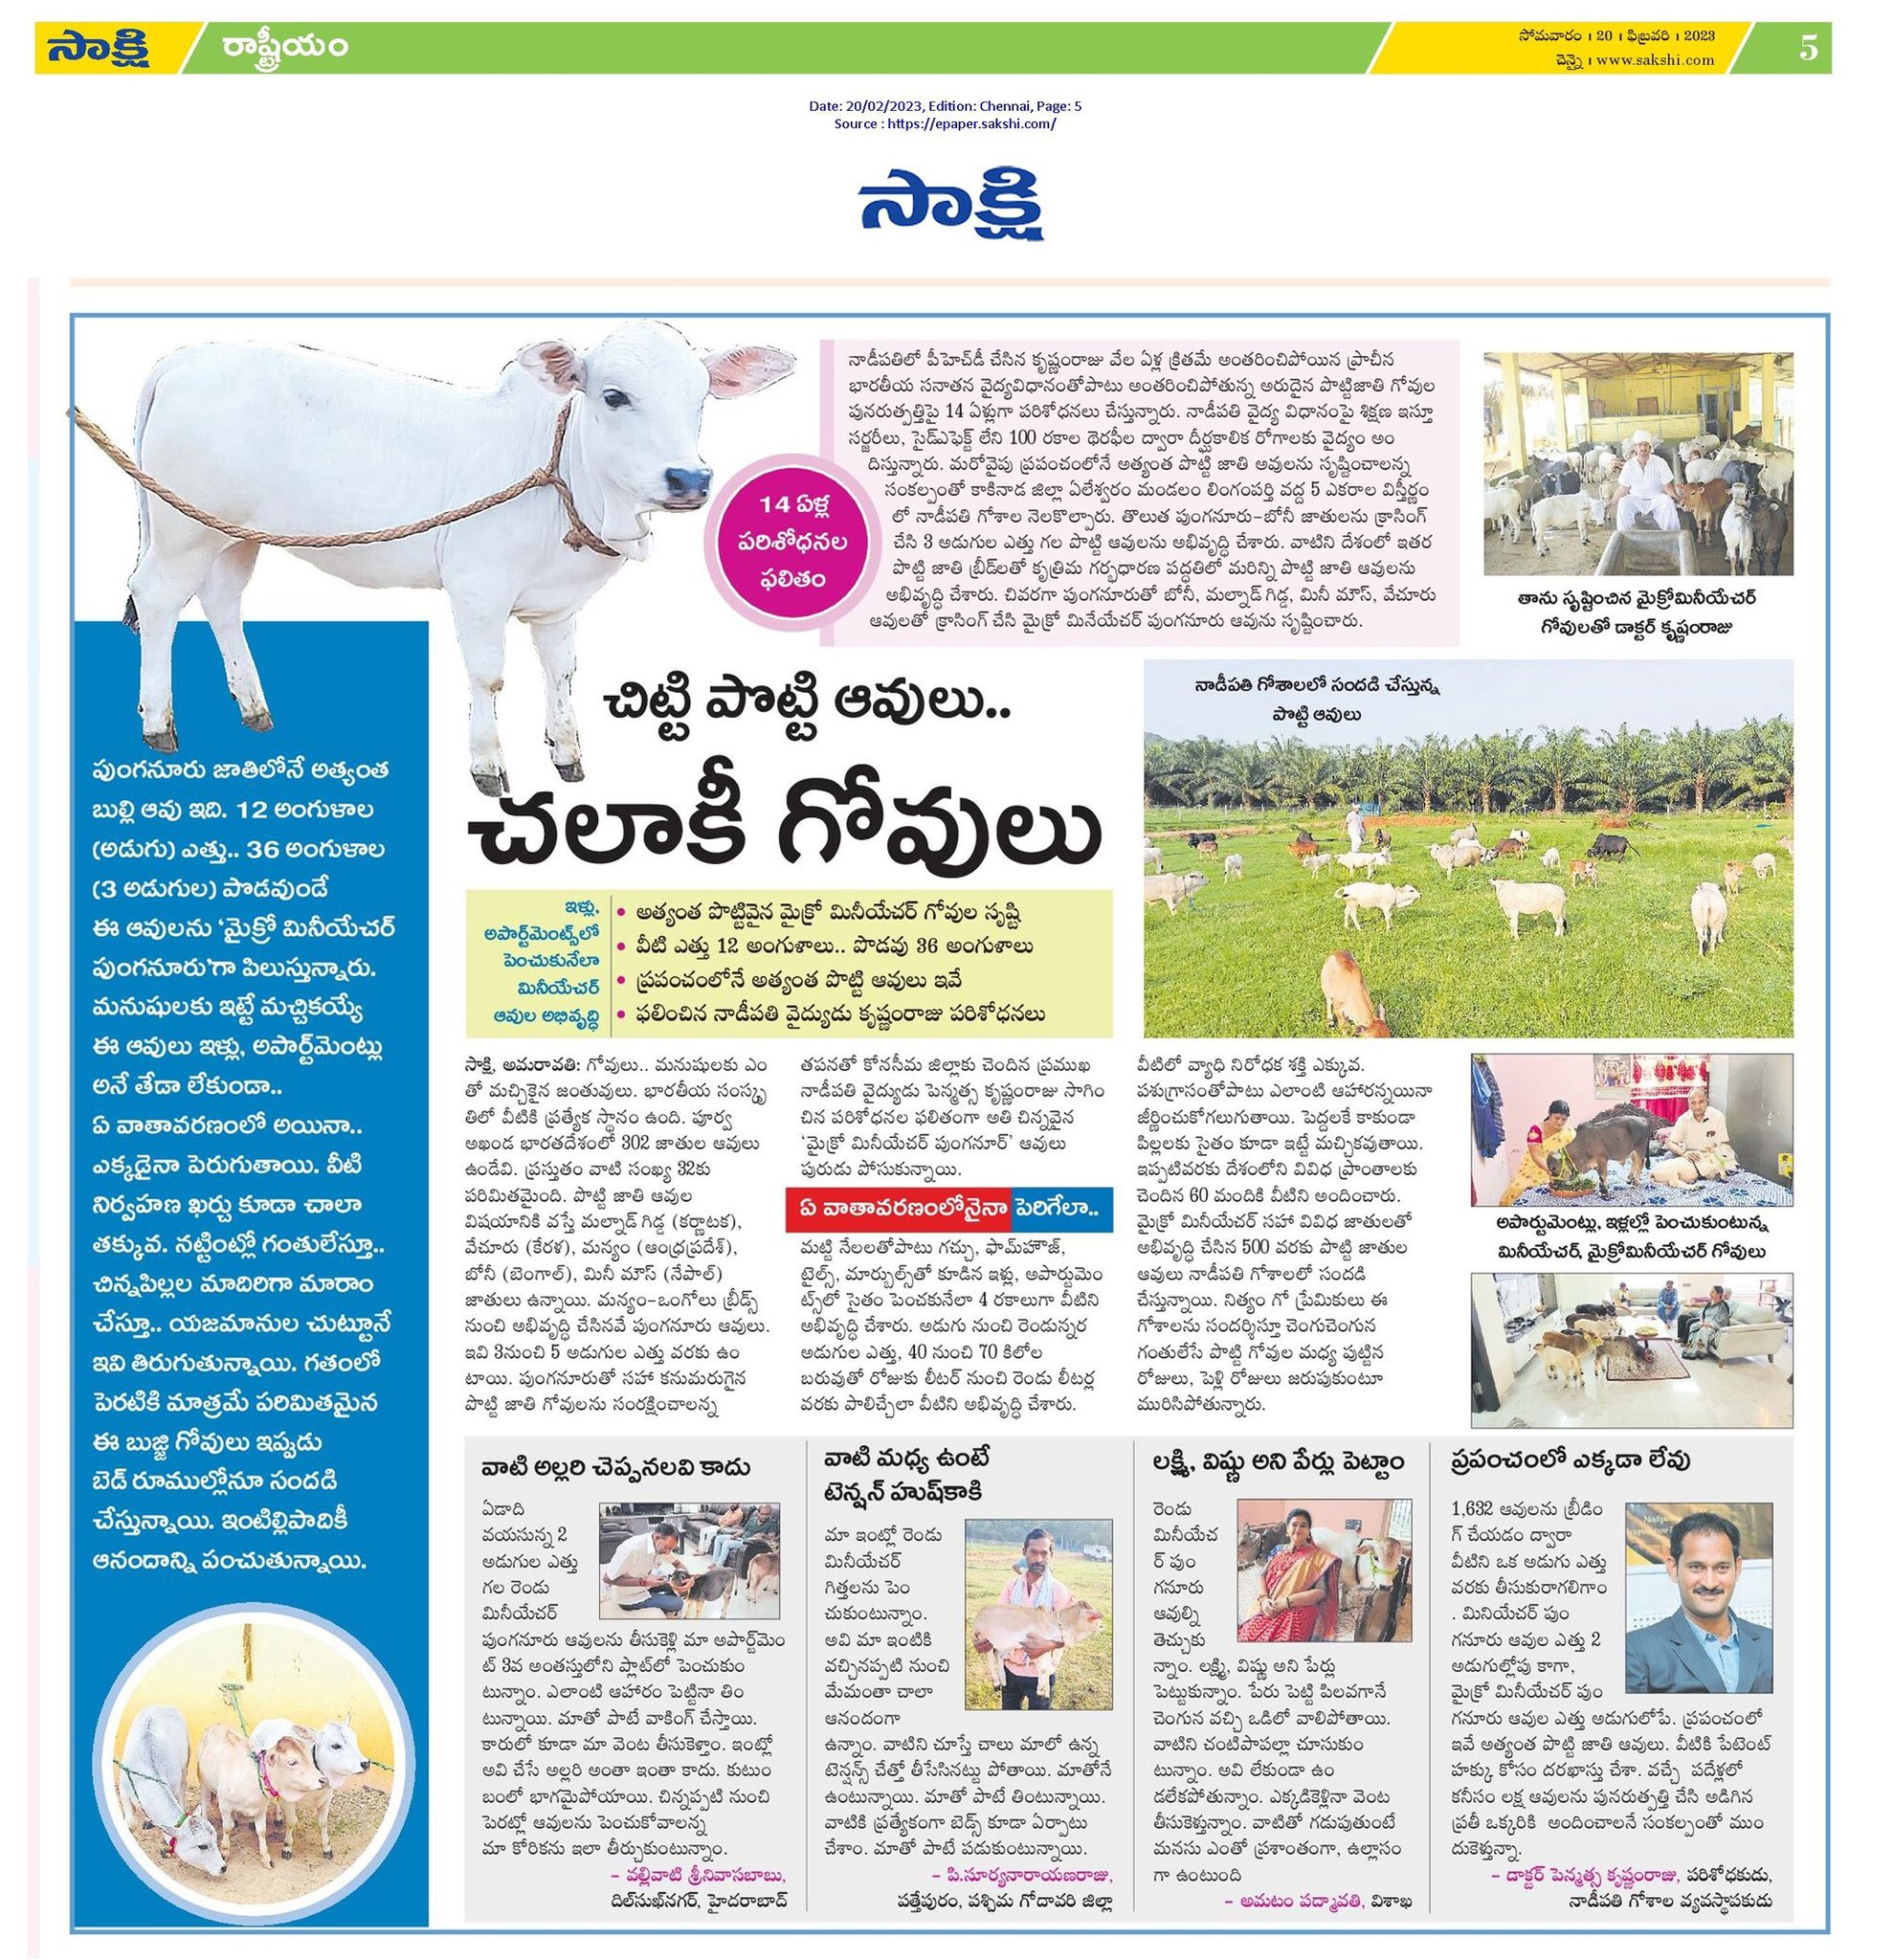 సాక్షి
రాష్ట్రీయం
సోమవారం । 20 । ఫిబ్రవరి । 2023
చెన్నై । www.sakshi.com
5
Date: 20/02/2023, Edition: Chennai, Page: 5
Source : https://epaper.sakshi.com/
సాక్షి
నాడీపతిలో పీహెచ్‌డీ చేసిన కృష్ణంరాజు వేల ఏళ్ల క్రితమే అంతరించిపోయిన ప్రాచీన
భారతీయ సనాతన వైద్యవిధానంతోపాటు అంతరించిపోతున్న అరుదైన పొట్టిజాతి గోవుల
పునరుత్పత్తిపై 14 ఏళ్లుగా పరిశోధనలు చేస్తున్నారు. నాడీపతి వైద్య విధానంపై శిక్షణ ఇస్తూ
సర్జరీలు, సైడ్ఎఫెక్ట్ లేని 100 రకాల థెరఫీల ద్వారా దీర్ఘకాలిక రోగాలకు వైద్యం అం
దిస్తున్నారు. మరోవైపు ప్రపంచంలోనే అత్యంత పొట్టి జాతి అవులను సృష్టించాలన్న
సంకల్పంతో కాకినాడ జిల్లా ఏలేశ్వరం మండలం లింగంపర్తి వద్ద 5 ఎకరాల విస్తీర్ణం
లో నాడీపతి గోశాల నెలకొల్పారు. తొలుత పుంగనూరు-బోనీ జాతులను క్రాసింగ్
చేసి 3 అడుగుల ఎత్తు గల పొట్టి ఆవులను అభివృద్ధి చేశారు. వాటిని దేశంలో ఇతర
పొట్టి జాతి బ్రీడ్‌లతో కృత్రిమ గర్భధారణ పద్ధతిలో మరిన్ని పొట్టి జాతి ఆవులను
అభివృద్ధి చేశారు. చివరగా పుంగనూరుతో బోనీ, మల్నాడ్ గిడ్డ, మినీ మౌస్, వేచూరు
ఆవులతో క్రాసింగ్ చేసి మైక్రో మినేయేచర్ పుంగనూరు ఆవును సృష్టించారు.
14 ఏళ్ల
పరిశోధనల
ఫలితం
తాను సృష్టించిన మైక్రోమినీయేచర్
గోవులతో డాక్టర్ కృష్ణంరాజు
చిట్టి పొట్టి ఆవులు..
చలాకీ గోవులు
నాడీపతి గోశాలలో సందడి చేస్తున్న
పొట్టి ఆవులు
పుంగనూరు జాతిలోనే అత్యంత
బుల్లి ఆవు ఇది. 12 అంగుళాల
(అడుగు) ఎత్తు.. 36 అంగుళాల
(3 అడుగుల) పొడవుండే
ఈ ఆవులను ‘మైక్రో మినీయేచర్
పుంగనూరు’గా పిలుస్తున్నారు.
మనుషులకు ఇట్టే మచ్చికయ్యే
ఈ ఆవులు ఇళ్లు, అపార్ట్‌మెంట్లు
అనే తేడా లేకుండా..
ఏ వాతావరణంలో అయినా..
ఎక్కడైనా పెరుగుతాయి. వీటి
నిర్వహణ ఖర్చు కూడా చాలా
తక్కువ. నట్టింట్లో గంతులేస్తూ..
చిన్నపిల్లల మాదిరిగా మారాం
చేస్తూ.. యజమానుల చుట్టూనే
ఇవి తిరుగుతున్నాయి. గతంలో
పెరటికి మాత్రమే పరిమితమైన
ఈ బుజ్జి గోవులు ఇప్పుడు
బెడ్ రూముల్లోనూ సందడి
చేస్తున్నాయి. ఇంటిల్లిపాదికీ
ఆనందాన్ని పంచుతున్నాయి.
ఇళ్లు,
అపార్ట్‌మెంట్స్‌లో
పెంచుకునేలా
మినీయేచర్
ఆవుల అభివృద్ధి
• అత్యంత పొట్టివైన మైక్రో మినీయేచర్ గోవుల సృష్టి
• వీటి ఎత్తు 12 అంగుళాలు.. పొడవు 36 అంగుళాలు
• ప్రపంచంలోనే అత్యంత పొట్టి ఆవులు ఇవే
• ఫలించిన నాడీపతి వైద్యుడు కృష్ణంరాజు పరిశోధనలు
సాక్షి, అమరావతి: గోవులు.. మనుషులకు ఎం
తో మచ్చికైన జంతువులు. భారతీయ సంస్కృ
తిలో వీటికి ప్రత్యేక స్థానం ఉంది. పూర్వ
అఖండ భారతదేశంలో 302 జాతుల ఆవులు
ఉండేవి. ప్రస్తుతం వాటి సంఖ్య 32కు
పరిమితమైంది. పొట్టి జాతి ఆవుల
విషయానికి వస్తే మల్నాడ్ గిడ్డ (కర్ణాటక),
వేచూరు (కేరళ), మన్యం (ఆంధ్రప్రదేశ్),
బోనీ (బెంగాల్), మినీ మౌస్ (నేపాల్)
జాతులు ఉన్నాయి. మన్యం-ఒంగోలు బ్రీడ్స్
నుంచి అభివృద్ధి చేసినవే పుంగనూరు ఆవులు.
ఇవి 3నుంచి 5 అడుగుల ఎత్తు వరకు ఉం
టాయి. పుంగనూరుతో సహా కనుమరుగైన
పొట్టి జాతి గోవులను సంరక్షించాలన్న
తపనతో కోనసీమ జిల్లాకు చెందిన ప్రముఖ
నాడీపతి వైద్యుడు పెన్మత్స కృష్ణంరాజు సాగిం
చిన పరిశోధనల ఫలితంగా అతి చిన్నవైన
‘మైక్రో మినీయేచర్ పుంగనూర్’ ఆవులు
పురుడు పోసుకున్నాయి.
ఏ వాతావరణంలోనైనా పెరిగేలా..
మట్టి నేలలతోపాటు గచ్చు, ఫామ్‌హౌజ్,
టైల్స్, మార్బుల్స్‌తో కూడిన ఇళ్లు, అపార్టుమెం
ట్స్‌లో సైతం పెంచకునేలా 4 రకాలుగా వీటిని
అభివృద్ధి చేశారు. అడుగు నుంచి రెండున్నర
అడుగుల ఎత్తు, 40 నుంచి 70 కిలోల
బరువుతో రోజుకు లీటర్ నుంచి రెండు లీటర్ల
వరకు పాలిచ్చేలా వీటిని అభివృద్ధి చేశారు.
వీటిలో వ్యాధి నిరోధక శక్తి ఎక్కువ.
పశుగ్రాసంతోపాటు ఎలాంటి ఆహారన్నయినా
జీర్ణించుకోగలుగుతాయి. పెద్దలకే కాకుండా
పిల్లలకు సైతం కూడా ఇట్టే మచ్చికవుతాయి.
ఇప్పటివరకు దేశంలోని వివిధ ప్రాంతాలకు
చెందిన 60 మందికి వీటిని అందించారు.
మైక్రో మినీయేచర్ సహా వివిధ జాతులతో
అభివృద్ధి చేసిన 500 వరకు పొట్టి జాతుల
ఆవులు నాడీపతి గోశాలలో సందడి
చేస్తున్నాయి. నిత్యం గో ప్రేమికులు ఈ
గోశాలను సందర్శిస్తూ చెంగుచెంగున
గంతులేసే పొట్టి గోవుల మధ్య పుట్టిన
రోజులు, పెళ్లి రోజులు జరుపుకుంటూ
మురిసిపోతున్నారు.
అపార్టుమెంట్లు, ఇళ్లల్లో పెంచుకుంటున్న
మినీయేచర్, మైక్రోమినీయేచర్ గోవులు
వాటి అల్లరి చెప్పనలవి కాదు
ఏడాది
వయసున్న 2
అడుగుల ఎత్తు
గల రెండు
మినీయేచర్
పుంగనూరు ఆవులను తీసుకెళ్లి మా అపార్ట్‌మెం
ట్ 3వ అంతస్తులోని ప్లాట్‌లో పెంచుకుం
టున్నాం. ఎలాంటి ఆహారం పెట్టినా తిం
టున్నాయి. మాతో పాటే వాకింగ్ చేస్తాయి.
కారులో కూడా మా వెంట తీసుకెళ్తాం. ఇంట్లో
అవి చేసే అల్లరి అంతా ఇంతా కాదు. కుటుం
బంలో భాగమైపోయాయి. చిన్నప్పటి నుంచి
పెరట్లో ఆవులను పెంచుకోవాలన్న
మా కోరికను ఇలా తీర్చుకుంటున్నాం.
– వల్లివాటి శ్రీనివాసబాబు,
దిల్‌సుఖ్‌నగర్, హైదరాబాద్
వాటి మధ్య ఉంటే
టెన్షన్ హుష్‌కాకి
మా ఇంట్లో రెండు
మినీయేచర్
గిత్తలను పెం
చుకుంటున్నాం.
అవి మా ఇంటికి
వచ్చినప్పటి నుంచి
మేమంతా చాలా
ఆనందంగా
ఉన్నాం. వాటిని చూస్తే చాలు మాలో ఉన్న
టెన్షన్స్ చేత్తో తీసేసినట్టు పోతాయి. మాతోనే
ఉంటున్నాయి. మాతో పాటే తింటున్నాయి.
వాటికి ప్రత్యేకంగా బెడ్స్ కూడా ఏర్పాటు
చేశాం. మాతో పాటే పడుకుంటున్నాయి.
– పి.సూర్యనారాయణరాజు,
పత్తేపురం, పశ్చిమ గోదావరి జిల్లా
లక్ష్మి, విష్ణు అని పేర్లు పెట్టాం
రెండు
మినీయేచ
ర్ పుం
గనూరు
ఆవుల్ని
తెచ్చుకు
న్నాం. లక్ష్మి, విష్ణు అని పేర్లు
పెట్టుకున్నాం. పేరు పెట్టి పిలవగానే
చెంగున వచ్చి ఒడిలో వాలిపోతాయి.
వాటిని చంటిపాపల్లా చూసుకుం
టున్నాం. అవి లేకుండా ఉం
డలేకపోతున్నాం. ఎక్కడికెళ్లినా వెంట
తీసుకెళ్తున్నాం. వాటితో గడుపుతుంటే
మనసు ఎంతో ప్రశాంతంగా, ఉల్లాసం
గా ఉంటుంది
– అమటం పద్మావతి, విశాఖ
ప్రపంచంలో ఎక్కడా లేవు
1,632 ఆవులను బ్రీడిం
గ్ చేయడం ద్వారా
వీటిని ఒక అడుగు ఎత్తు
వరకు తీసుకురాగలిగాం
. మినియేచర్ పుం
గనూరు ఆవుల ఎత్తు 2
అడుగుల్లోపు కాగా,
మైక్రో మినీయేచర్ పుం
గనూరు ఆవుల ఎత్తు అడుగులోపే. ప్రపంచంలో
ఇవే అత్యంత పొట్టి జాతి ఆవులు. వీటికి పేటెంట్
హక్కు కోసం దరఖాస్తు చేశా. వచ్చే పదేళ్లలో
కనీసం లక్ష ఆవులను పునరుత్పత్తి చేసి అడిగిన
ప్రతీ ఒక్కరికి అందించాలనే సంకల్పంతో ముం
దుకెళ్తున్నా.
– డాక్టర్ పెన్మత్స కృష్ణంరాజు, పరిశోధకుడు,
నాడీపతి గోశాల వ్యవస్థాపకుడు